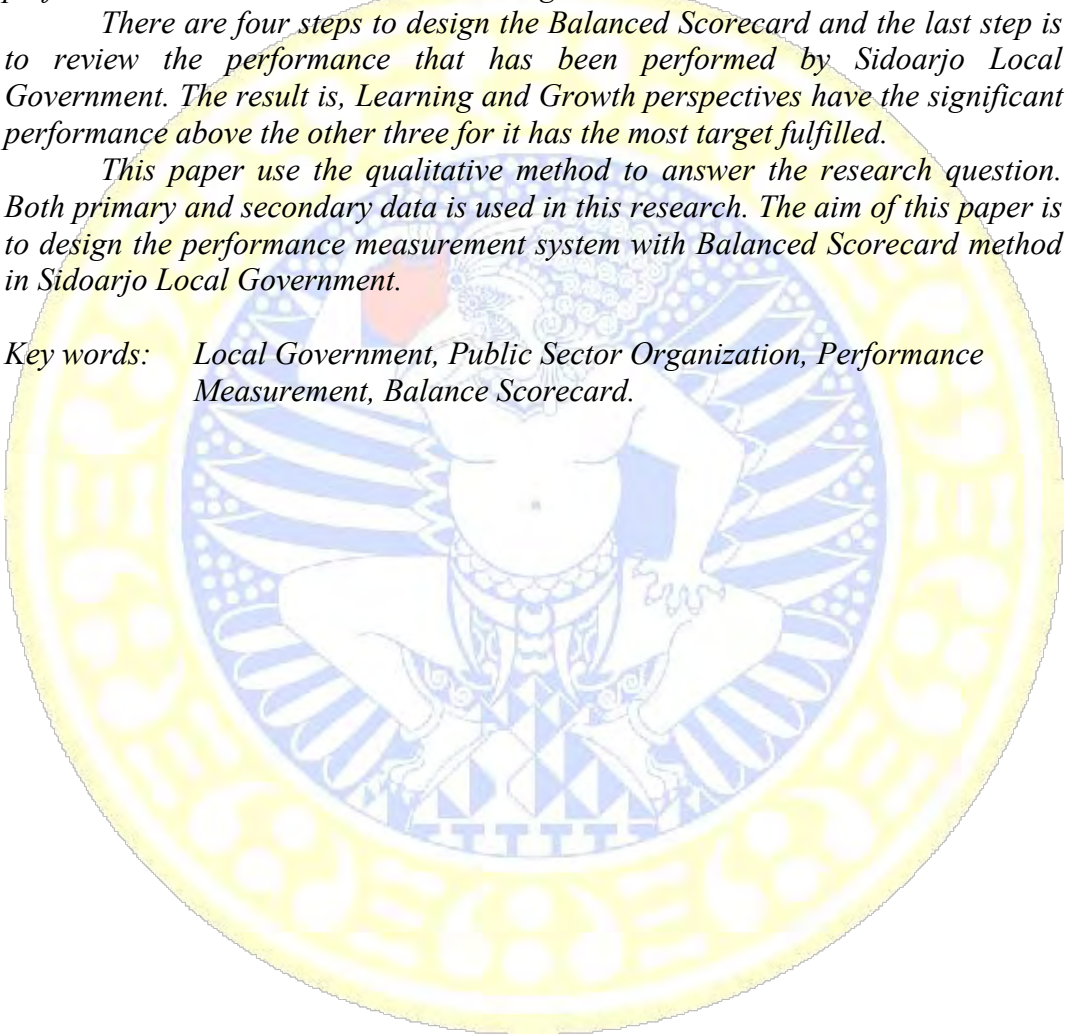 There are four steps to design the Balanced Scorecard and the last step is
to review the performance that has been performed by Sidoarjo Local
Government. The result is, Learning and Growth perspectives have the significant
performance above the other three for it has the most target fulfilled.
This paper use the qualitative method to answer the research question.
Both primary and secondary data is used in this research. The aim of this paper is
to design the performance measurement system with Balanced Scorecard method
in Sidoarjo Local Government.
Key words: Local Government, Public Sector Organization, Performance
Measurement, Balance Scorecard.